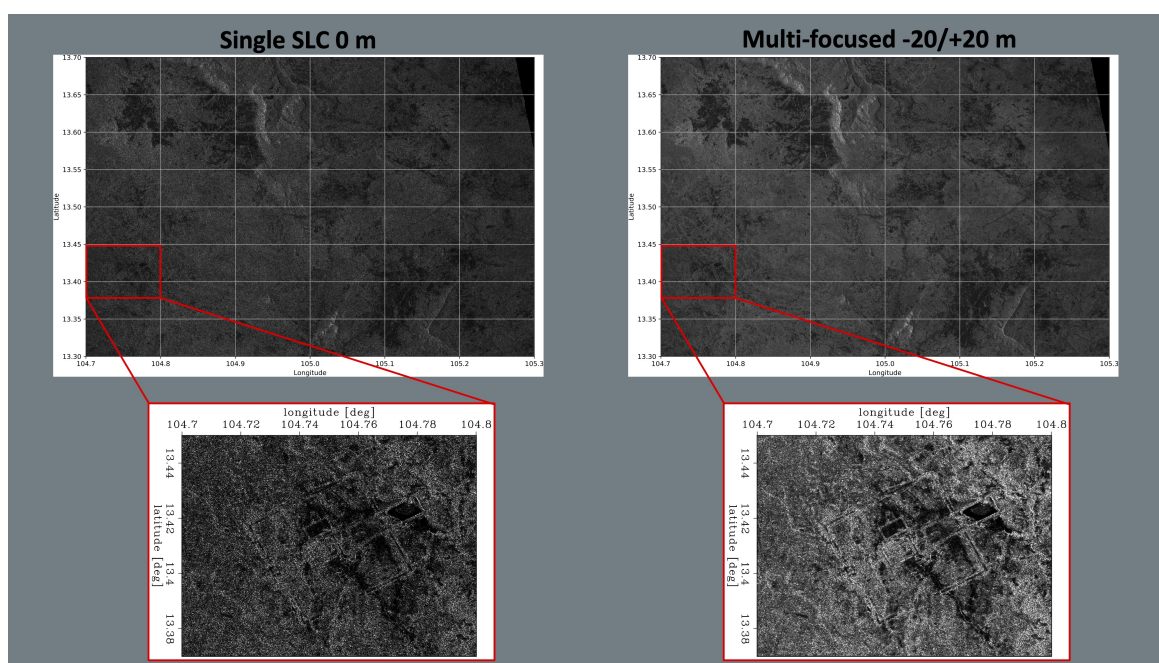 Single SLC 0 m
13.70
13.65
13.60
13.55
13.50
13.45
13.40
13.35
13.30
Latitude
104.7 104.8 104.9 105.0 105.1 105.2 105.3
Longitude
longitude [deg]
104.7 104.72 104.74 104.76 104.78 104.8
13.44
13.42
13.4
13.38
latitude [deg]
Multi-focused -20/+20 m
13.70
13.65
13.60
13.55
13.50
13.45
13.40
13.35
13.30
Latitude
104.7 104.8 104.9 105.0 105.1 105.2 105.3
Longitude
longitude [deg]
104.7 104.72 104.74 104.76 104.78 104.8
13.44
13.42
13.4
13.38
latitude [deg]